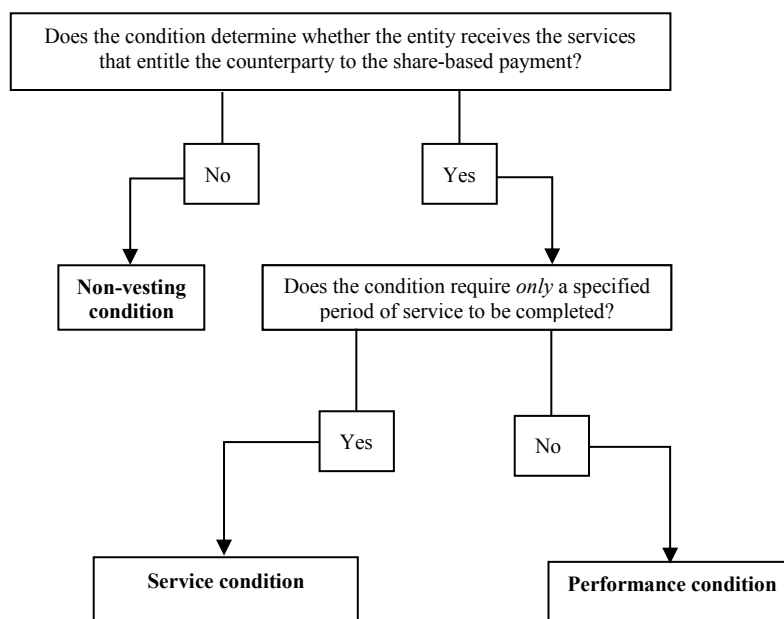 Does the condition determine whether the entity receives the services
that entitle the counterparty to the share-based payment?
No
Yes
Non-vesting
condition
Does the condition require only a specified
period of service to be completed?
Yes
No
Service condition
Performance condition